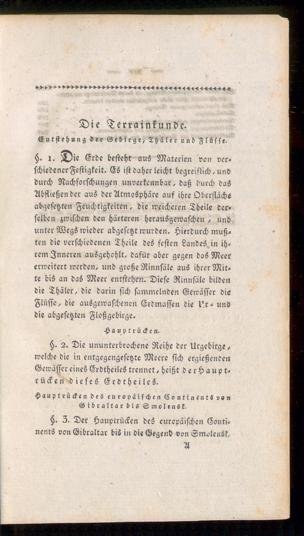 Die Terrainkunde.
Entstehung der Gebirge, Thäler und Flüsse.
§. 1. Die Erde besteht aus Materien von ver-
schiedener Festigkeit. Es ist daher leicht begreiflich, und
durch Nachforschungen unverkennbar, daß durch das
Abfließen der aus der Atmosphäre auf ihre Oberfläche
abgesetzten Feuchtigkeiten, die weicheren Theile der-
selben zwischen den härteren herausgewaschen, und
unter Wegs wieder abgesetzt wurden. Hierdurch muß-
ten die verschiedenen Theile des festen Landes in ih-
rem Inneren ausgehohlt, dafür aber gegen das Meer
erweitert werden, und große Rinnsäle aus ihrer Mit-
te bis an das Meer entstehen. Diese Rinnsäle bilden
die Thäler, die darin sich sammelnden Gewässer die
Flüsse, die ausgewaschenen Erdmassen die Ur- und
die abgesetzten Flötzgebirge.
Hauptrücken.
§. 2. Die ununterbrochene Reihe der Urgebirge,
welche die in entgegengesetzte Meere sich ergießenden
Gewässer eines Erdtheiles trennet, heißt der Haupt-
rücken dieses Erdtheiles.
Hauptrücken des europäischen Continents von
Gibraltar bis Smolensk.
§. 3. Der Hauptrücken des europäischen Conti-
nents von Gibraltar bis in die Gegend von Smolensk,
A